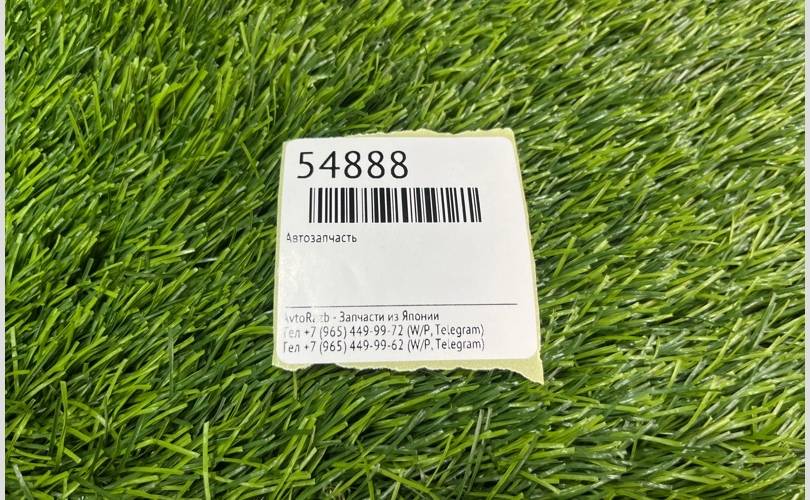 54888
Автозапчасть
- Запчасти из Японии
Тел +7 (965) 449-99-72 (W/P, Telegram)
Тел +7 (965) 449-99-62 (W/P, Telegram)